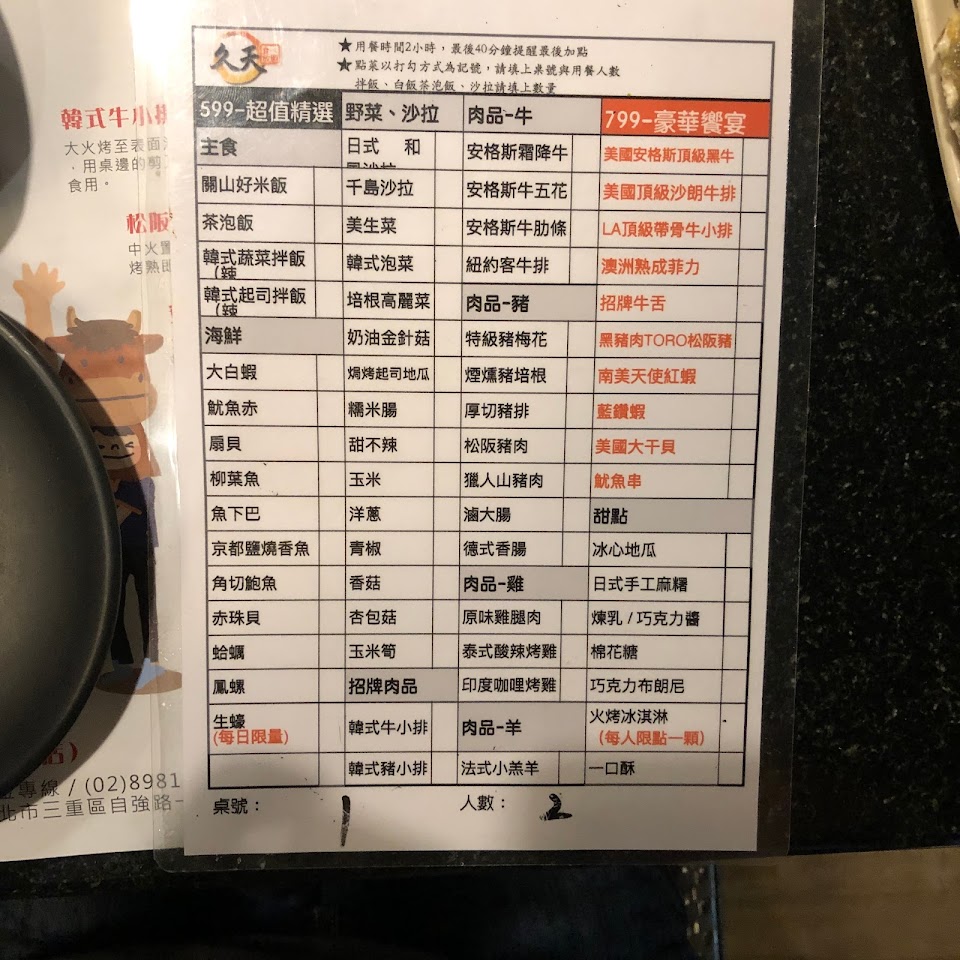 久天
★用餐時間2小時，最後40分鐘提醒最後加點
★點菜以打勾方式為記號，請填上桌號與用餐人數
拌飯、白飯茶泡飯、沙拉請填上數量
599-超值精選 野菜、沙拉 肉品-牛 799-豪華饗宴
主食 日式 和 安格斯霜降牛 美國安格斯頂級黑牛
關山好米飯 千島沙拉 安格斯牛五花 美國頂級沙朗牛排
茶泡飯 美生菜 安格斯牛肋條 LA頂級帶骨牛小排
韓式蔬菜拌飯 韓式泡菜 紐約客牛排 澳洲熟成菲力
(辣
韓式起司拌飯 培根高麗菜 肉品-豬 招牌牛舌
(辣
海鮮 奶油金針菇 特級豬梅花 黑豬肉TORO松阪豬
大白蝦 焗烤起司地瓜 煙燻豬培根 南美天使紅蝦
魷魚赤 糯米腸 厚切豬排 藍鑽蝦
扇貝 甜不辣 松阪豬肉 美國大干貝
柳葉魚 玉米 獵人山豬肉 魷魚串
魚下巴 洋蔥 滷大腸 甜點
京都鹽燒香魚 青椒 德式香腸 冰心地瓜
角切鮑魚 香菇 肉品-雞 日式手工麻糬
赤珠貝 杏包菇 原味雞腿肉 煉乳/巧克力醬
蛤蠣 玉米筍 泰式酸辣烤雞 棉花糖
鳳螺 招牌肉品 印度咖哩烤雞 巧克力布朗尼
生蠔 韓式牛小排 肉品-羊 火烤冰淇淋
(每日限量) (每人限點一顆)
韓式豬小排 法式小羔羊 一口酥
桌號： 1 人數： 2
韓式牛小排
大火烤至表面
，用桌邊的剪
食用。
松阪
中火
烤熟即
店)
專線 / (02)8981
北市三重區自強路